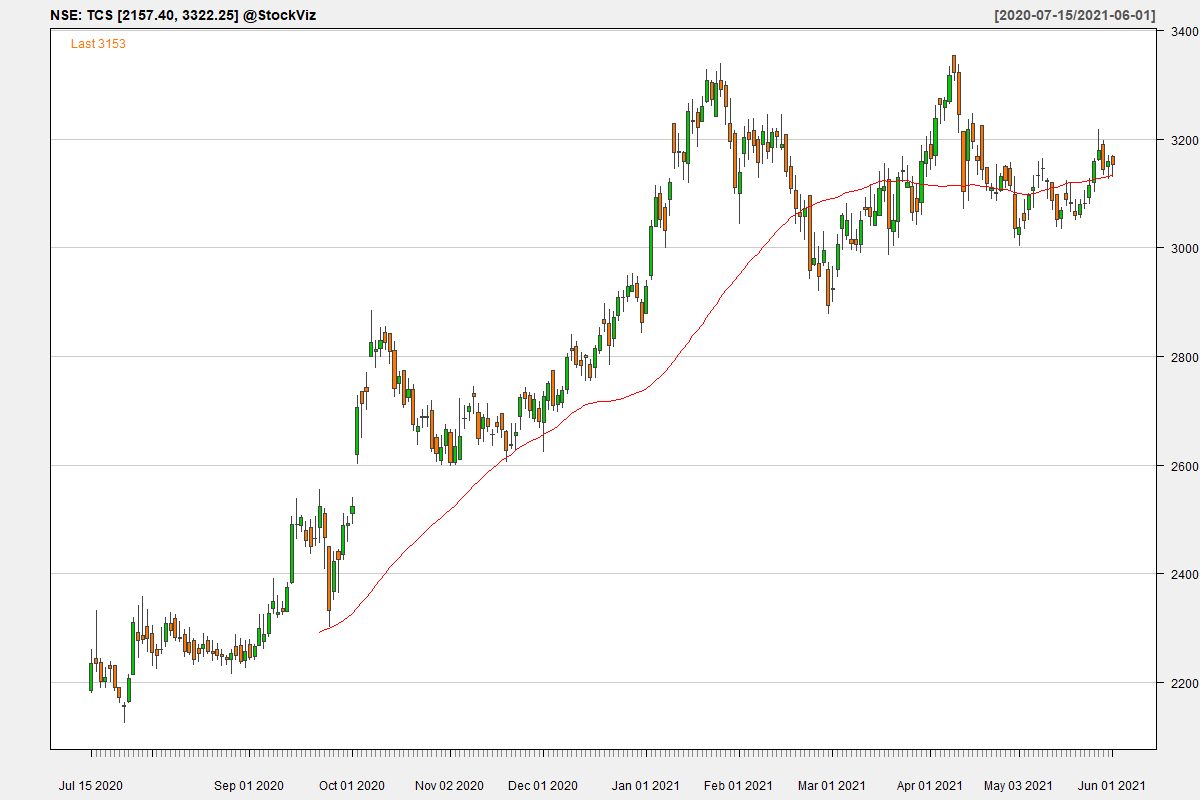 NSE: TCS [2157.40, 3322.25] @StockViz [2020-07-15/2021-06-01]
Last 3153
3400
3200
3000
2800
2600
2400
2200
Jul 15 2020 Sep 01 2020 Oct 01 2020 Nov 02 2020 Dec 01 2020 Jan 01 2021 Feb 01 2021 Mar 01 2021 Apr 01 2021 May 03 2021 Jun 01 2021